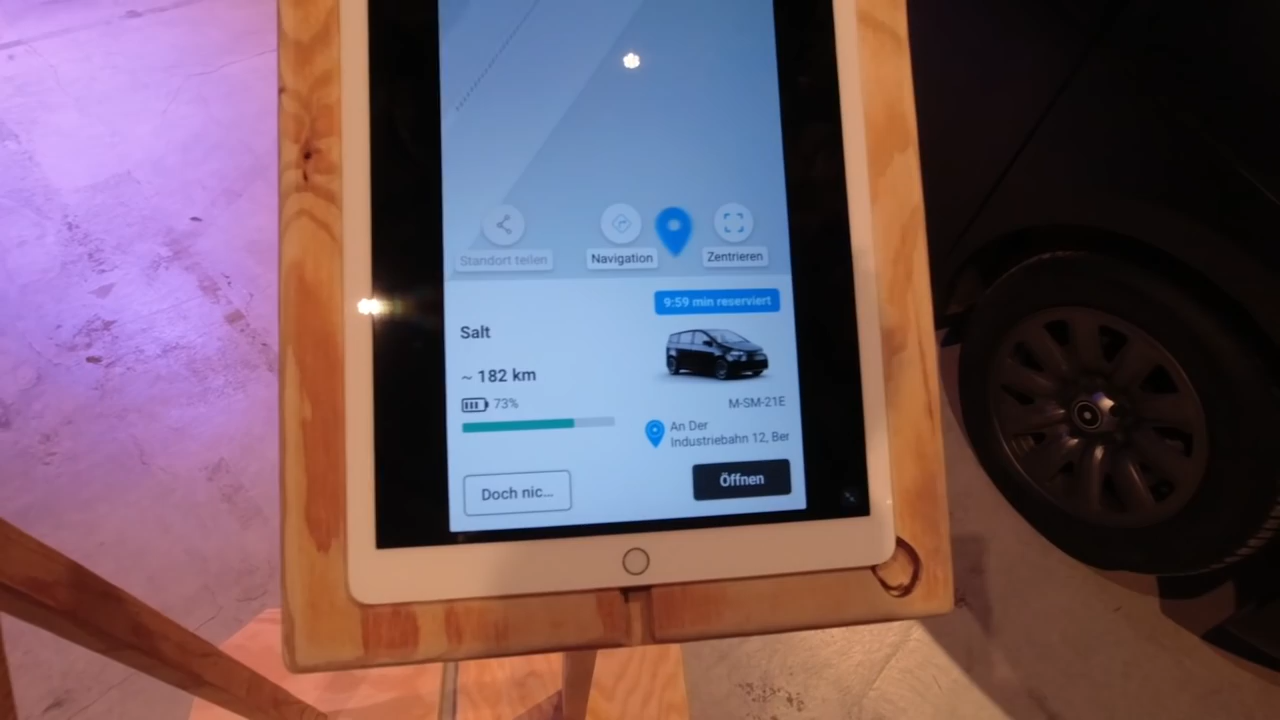 Standort teilen
Navigation
Zentrieren
9:59 min reserviert
Salt
~ 182 km
73%
M-SM-21E
An Der
Industriebahn 12, Ber
Doch nic...
Öffnen